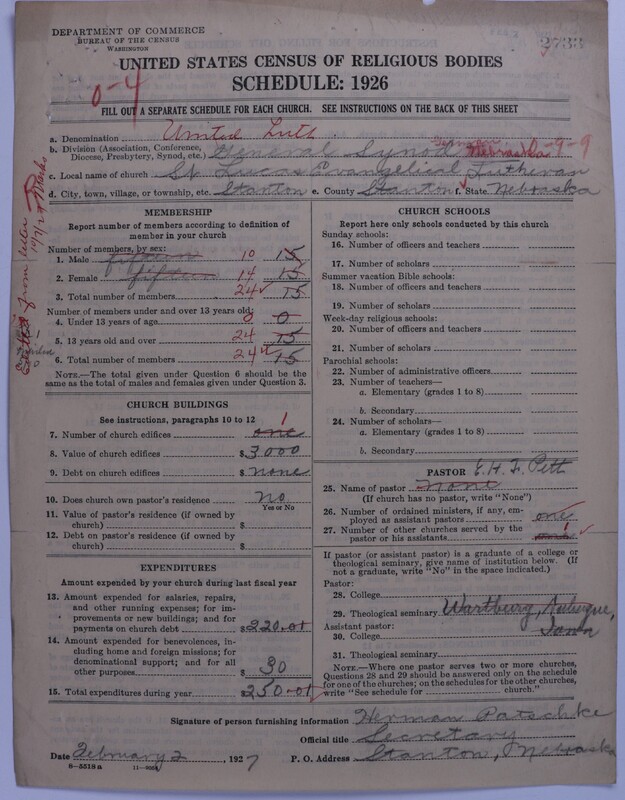 DEPARTMENT OF COMMERCE
BUREAU OF THE CENSUS
WASHINGTON
2733
UNITED STATES CENSUS OF RELIGIOUS BODIES
SCHEDULE: 1926
0-4
FILL OUT A SEPARATE SCHEDULE FOR EACH CHURCH. SEE INSTRUCTIONS ON THE BACK OF THIS SHEET
a. Denomination United Luth.
b. Division (Association, Conference, Diocese, Presbytery, Synod, etc.) General Synod German Nebraska 0-9-9
c. Local name of church St. Lucas Evangelical Lutheran
d. City, town, village, or township, etc. Stanton e. County Stanton f. State Nebraska
MEMBERSHIP
Report number of members according to definition of
member in your church
Number of members, by sex:
1. Male fifteen 10 15
2. Female fifteen 14 15
3. Total number of members 24 15
Number of members under and over 13 years old:
4. Under 13 years of age 0 0
5. 13 years old and over 24 15
6. Total number of members 24 15
NOTE.—The total given under Question 6 should be
same as the total of males and females given under Question 3.
CHURCH BUILDINGS
See instructions, paragraphs 10 to 12
7. Number of church edifices one 1
8. Value of church edifices $3000
9. Debt on church edifices $none
10. Does church own pastor's residence No
Yes or No
11. Value of pastor's residence (if owned by
church) $
12. Debt on pastor's residence (if owned by
church) $
EXPENDITURES
Amount expended by your church during last fiscal year
13. Amount expended for salaries, repairs,
and other running expenses; for im-
provements or new buildings; and for
payments on church debt $220.01
14. Amount expended for benevolences, in-
cluding home and foreign missions; for
denominational support; and for all
other purposes $30
15. Total expenditures during year $250-01
CHURCH SCHOOLS
Report here only schools conducted by this church
Sunday schools:
16. Number of officers and teachers
17. Number of scholars
Summer vacation Bible schools:
18. Number of officers and teachers
19. Number of scholars
Week-day religious schools:
20. Number of officers and teachers
21. Number of scholars
Parochial schools:
22. Number of administrative officers
23. Number of teachers—
a. Elementary (grades 1 to 8)
b. Secondary
24. Number of scholars—
a. Elementary (grades 1 to 8)
b. Secondary
PASTOR
25. Name of pastor None
(If church has no pastor, write "None")
26. Number of ordained ministers, if any, em-
ployed as assistant pastors one
27. Number of other churches served by the
pastor or his assistants 1
If pastor (or assistant pastor) is a graduate of a college or
theological seminary, give name of institution below. (If
not a graduate, write "No" in the space indicated.)
Pastor:
28. College
29. Theological seminary Wartburg, Dubuque,
Assistant pastor: Iowa
30. College
31. Theological seminary
NOTE.—Where one pastor serves two or more churches,
Questions 28 and 29 should be answered only on the schedule
for one of the churches; on the schedules for the other churches,
write "See schedule for church."
Signature of person furnishing information Herman Patschke
Official title Secretary
Date February 2, 1927 P. O. Address Stanton, Nebraska
8—5518 a